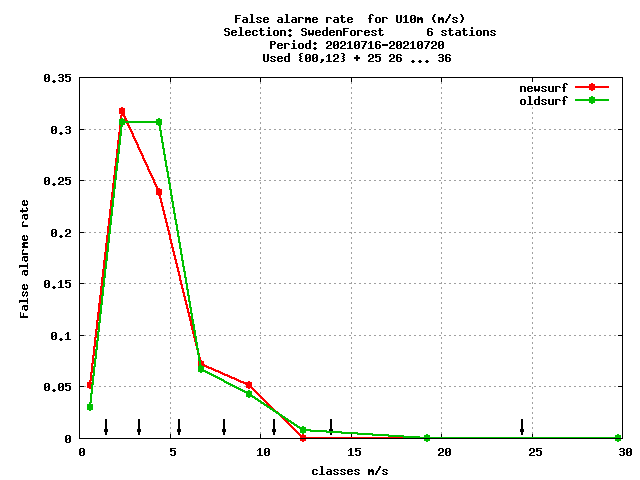 False alarme rate  for U10m (m/s)
Selection: SwedenForest      6 stations
Period: 20210716-20210720
Used {00,12} + 25 26 ... 36
newsurf
oldsurf
0.35
0.3
0.25
0.2
0.15
0.1
0.05
0
False alarme rate
0 5 10 15 20 25 30
classes m/s